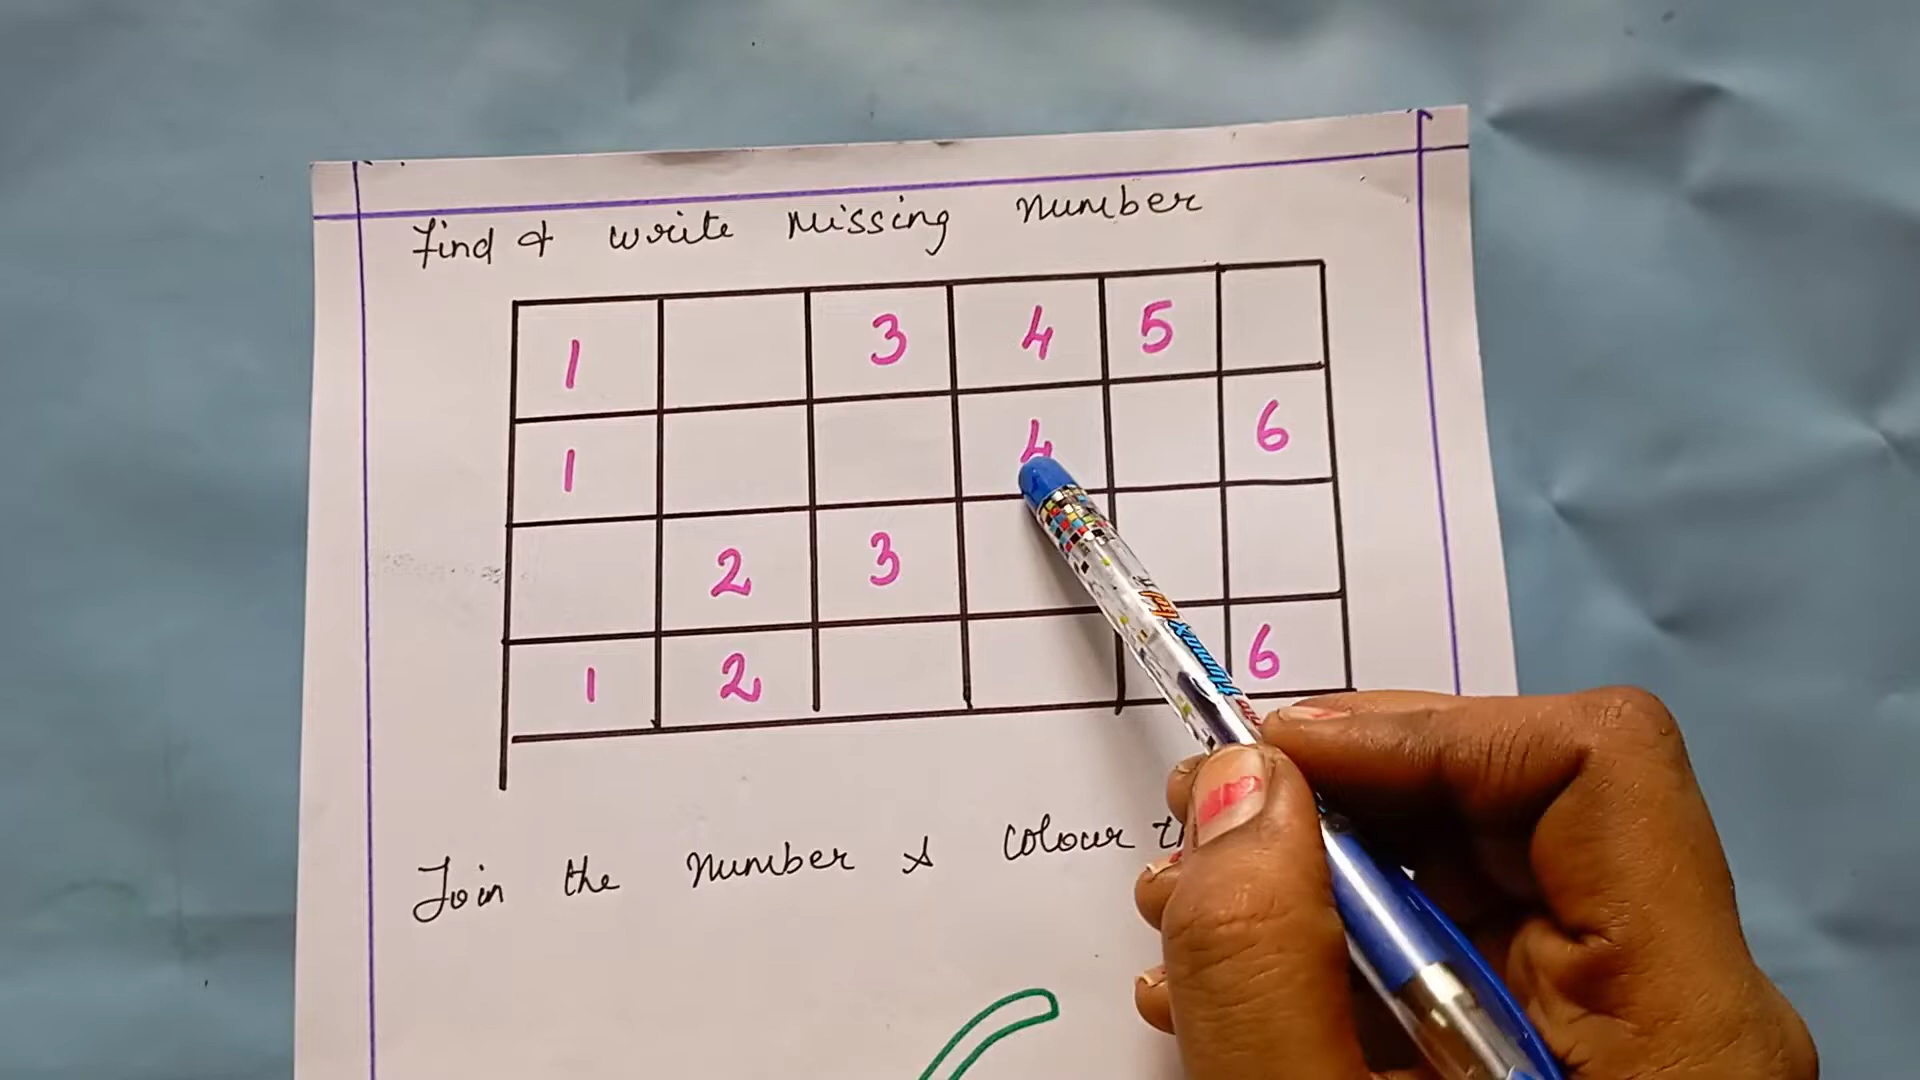 Find & write Missing Number
1 3 4 5
1 4 6
2 3
1 2 6
Join the Number & colour